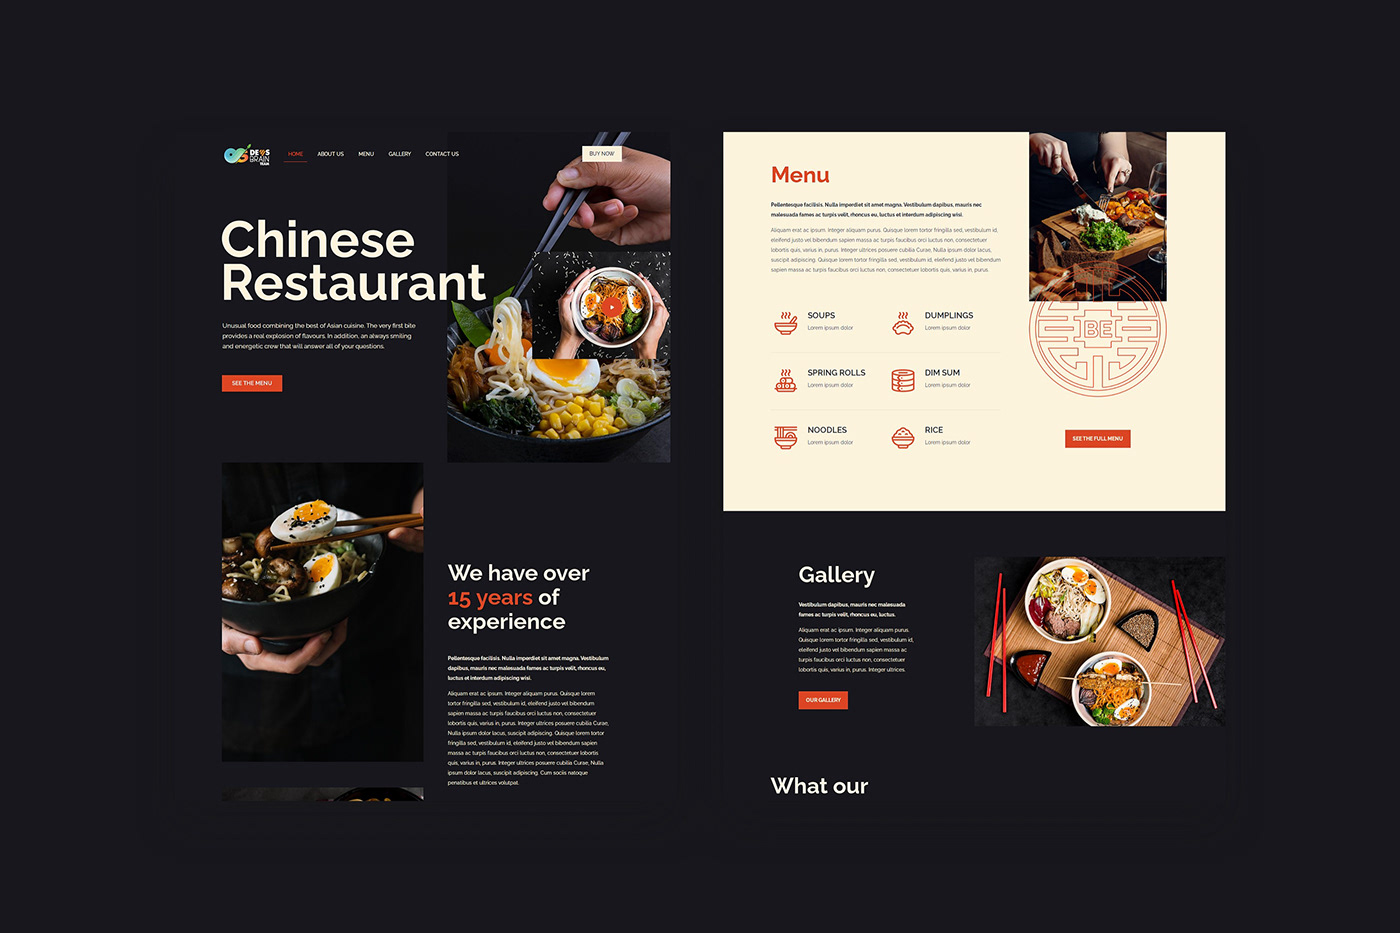 DEVS
BRAIN
TEAM
HOME
ABOUT US
MENU
GALLERY
CONTACT US
BUY NOW
Chinese
Restaurant
Unusual food combining the best of Asian cuisine. The very first bite
provides a real explosion of flavours. In addition, an always smiling
and energetic crew that will answer all of your questions.
SEE THE MENU
We have over
15 years of
experience
Pellentesque facilisis. Nulla imperdiet sit amet magna. Vestibulum
dapibus, mauris nec malesuada fames ac turpis velit, rhoncus eu,
luctus et interdum adipiscing wisi.
Aliquam erat ac ipsum. Integer aliquam purus. Quisque lorem
tortor fringilla sed, vestibulum id, eleifend justo vel bibendum
sapien massa ac turpis faucibus orci luctus non, consectetuer
lobortis quis, varius in, purus. Integer ultrices posuere cubilia Curae,
Nulla ipsum dolor lacus, suscipit adipiscing. Quisque lorem tortor
fringilla sed, vestibulum id, eleifend justo vel bibendum sapien
massa ac turpis faucibus orci luctus non, consectetuer lobortis
quis, varius in, purus. Integer ultrices posuere cubilia Curae, Nulla
ipsum dolor lacus, suscipit adipiscing. Cum sociis natoque
penatibus et ultrices volutpat.
Menu
Pellentesque facilisis. Nulla imperdiet sit amet magna. Vestibulum dapibus, mauris nec
malesuada fames ac turpis velit, rhoncus eu, luctus et interdum adipiscing wisi.
Aliquam erat ac ipsum. Integer aliquam purus. Quisque lorem tortor fringilla sed, vestibulum id,
eleifend justo vel bibendum sapien massa ac turpis faucibus orci luctus non, consectetuer
lobortis quis, varius in, purus. Integer ultrices posuere cubilia Curae, Nulla ipsum dolor lacus,
suscipit adipiscing. Quisque lorem tortor fringilla sed, vestibulum id, eleifend justo vel bibendum
sapien massa ac turpis faucibus orci luctus non, consectetuer lobortis quis, varius in, purus.
SOUPS
Lorem ipsum dolor
DUMPLINGS
Lorem ipsum dolor
SPRING ROLLS
Lorem ipsum dolor
DIM SUM
Lorem ipsum dolor
NOODLES
Lorem ipsum dolor
RICE
Lorem ipsum dolor
BE
SEE THE FULL MENU
Gallery
Vestibulum dapibus, mauris nec malesuada
fames ac turpis velit, rhoncus eu, luctus.
Aliquam erat ac ipsum. Integer aliquam purus.
Quisque lorem tortor fringilla sed, vestibulum id,
eleifend justo vel bibendum sapien massa ac
turpis faucibus orci luctus non, consectetuer
lobortis quis, varius in, purus. Integer ultrices.
OUR GALLERY
What our